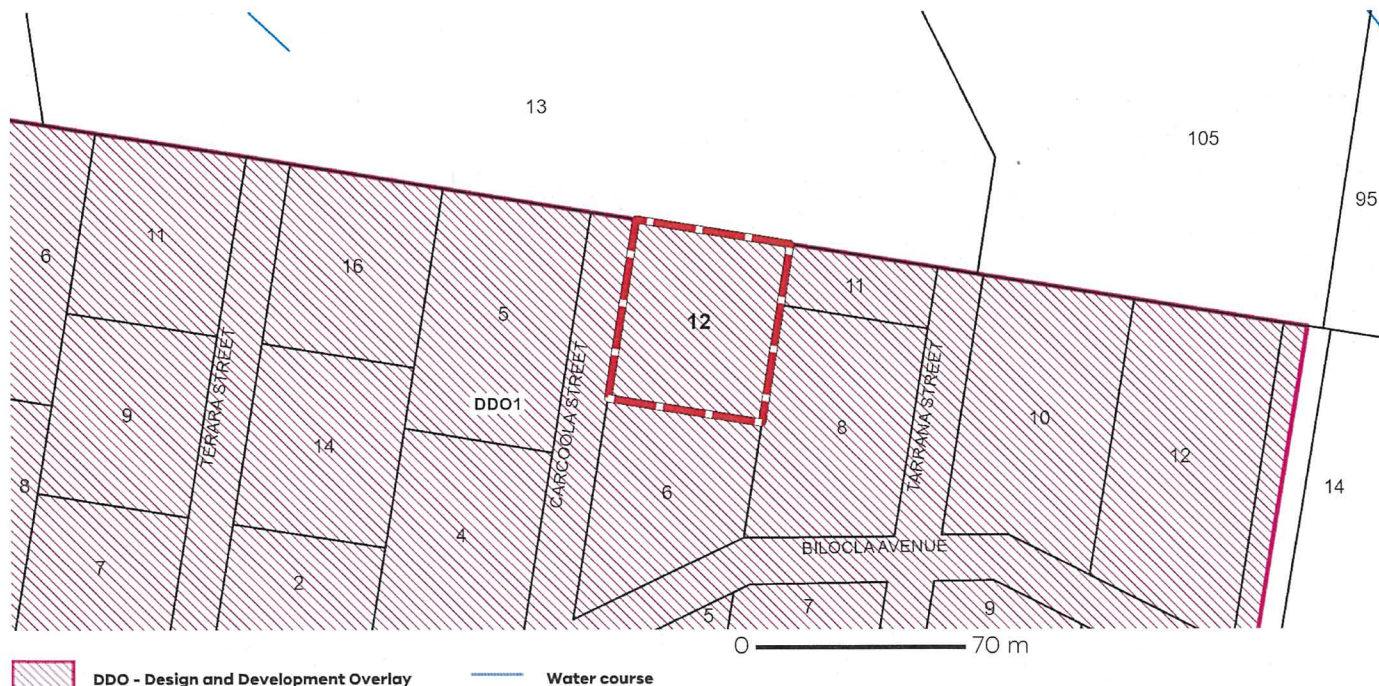 13
105
95
6
11
16
5
12
11
TERARA STREET
DDO1
CARCOOLA STREET
TARRANA STREET
9
14
8
10
12
8
6
14
7
2
4
BILOCLA AVENUE
5
7
9
0 70 m
DDO - Design and Development Overlay
Water course